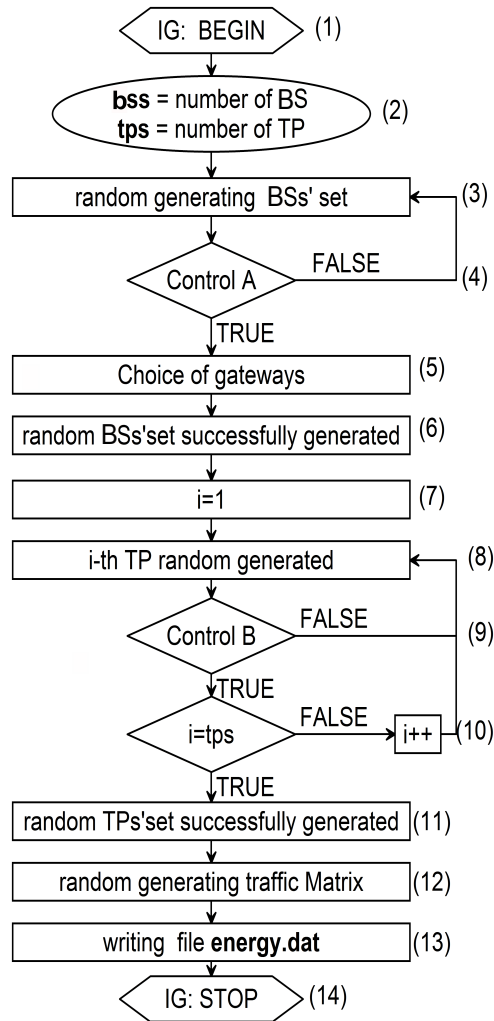 IG: BEGIN (1)
bss = number of BS
tps = number of TP
(2)
random generating BSs' set (3)
Control A FALSE (4)
TRUE
Choice of gateways (5)
random BSs'set successfully generated (6)
i=1 (7)
i-th TP random generated (8)
Control B FALSE (9)
TRUE
i=tps FALSE i++ (10)
TRUE
random TPs'set successfully generated (11)
random generating traffic Matrix (12)
writing file energy.dat (13)
IG: STOP (14)